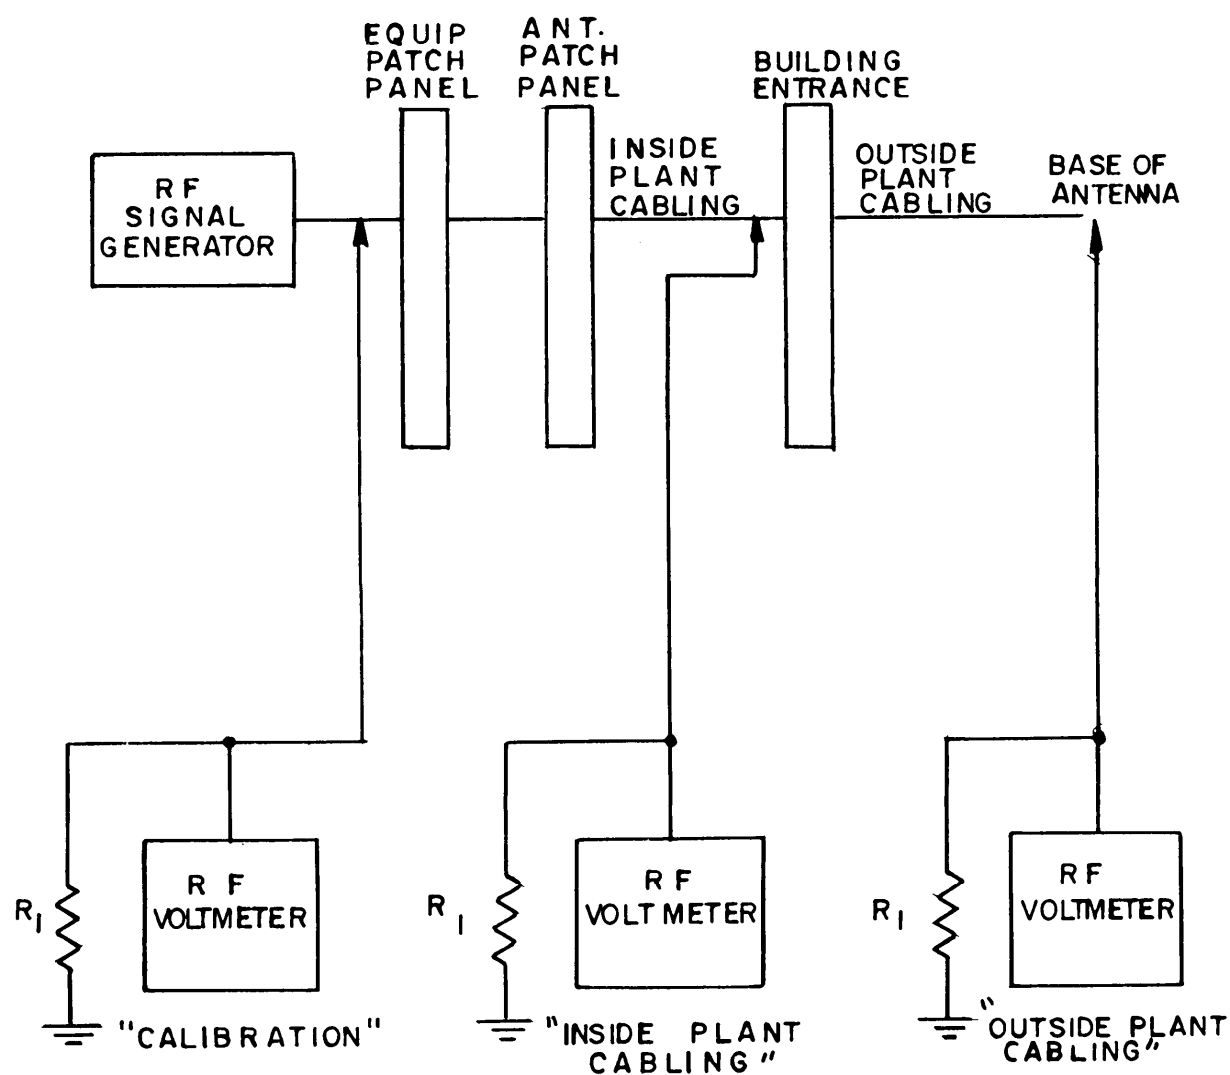 EQUIP
PATCH
PANEL
ANT.
PATCH
PANEL
BUILDING
ENTRANCE
RF
SIGNAL
GENERATOR
INSIDE
PLANT
CABLING
OUTSIDE
PLANT
CABLING
BASE OF
ANTENNA
R1
RF
VOLTMETER
"CALIBRATION"
R1
RF
VOLTMETER
"INSIDE PLANT
CABLING"
R1
RF
VOLTMETER
"OUTSIDE PLANT
CABLING"